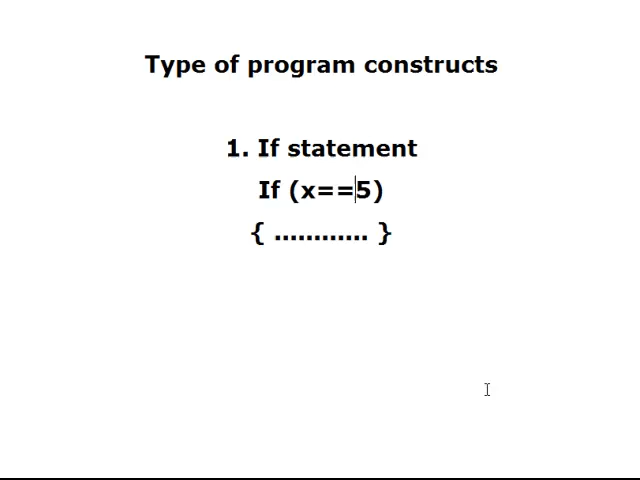 Type of program constructs
1. If statement
If (x==5)
{ ............ }